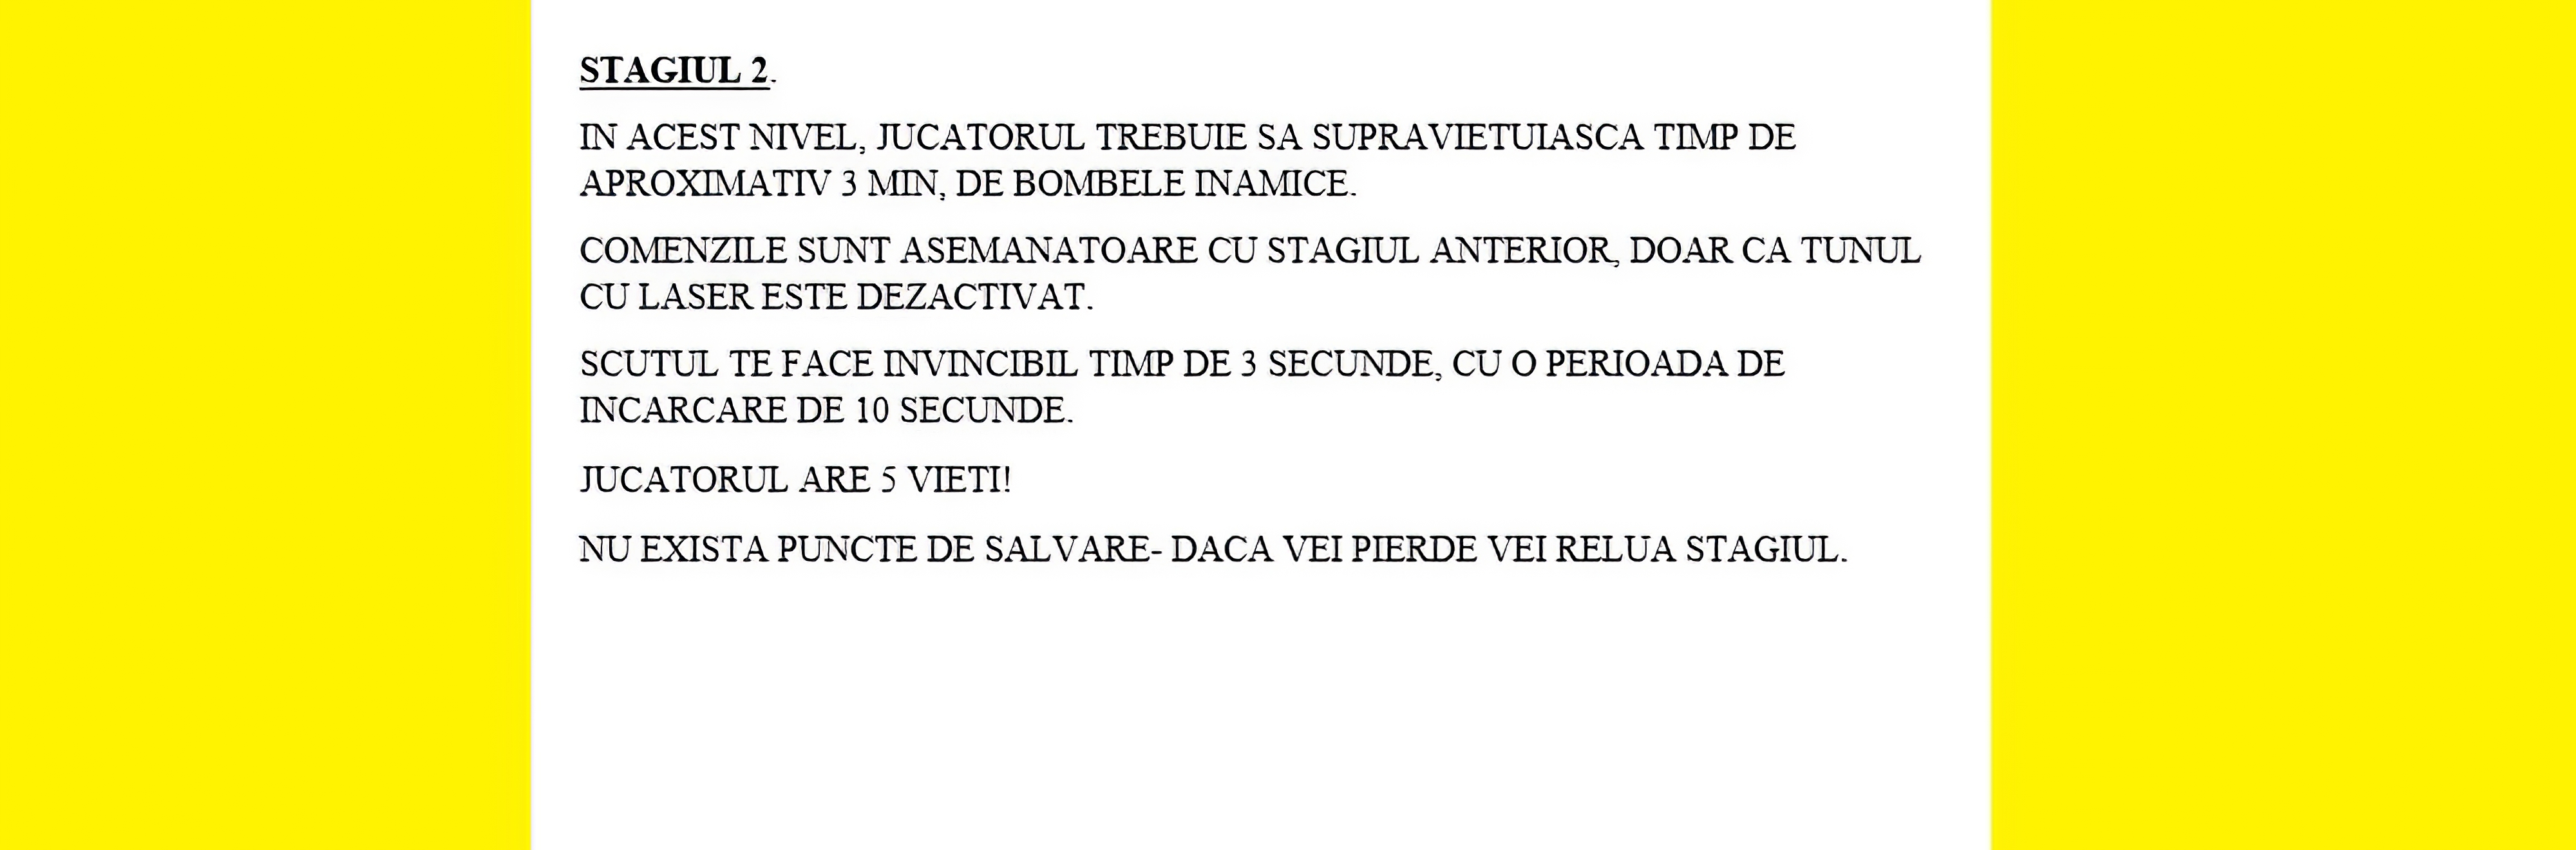 STAGIUL 2.
IN ACEST NIVEL, JUCATORUL TREBUIE SA SUPRAVIETUIASCA TIMP DE
APROXIMATIV 3 MIN, DE BOMBELE INAMICE.
COMENZILE SUNT ASEMANATOARE CU STAGIUL ANTERIOR, DOAR CA TUNUL
CU LASER ESTE DEZACTIVAT.
SCUTUL TE FACE INVINCIBIL TIMP DE 3 SECUNDE, CU O PERIOADA DE
INCARCARE DE 10 SECUNDE.
JUCATORUL ARE 5 VIETI!
NU EXISTA PUNCTE DE SALVARE- DACA VEI PIERDE VEI RELUA STAGIUL.